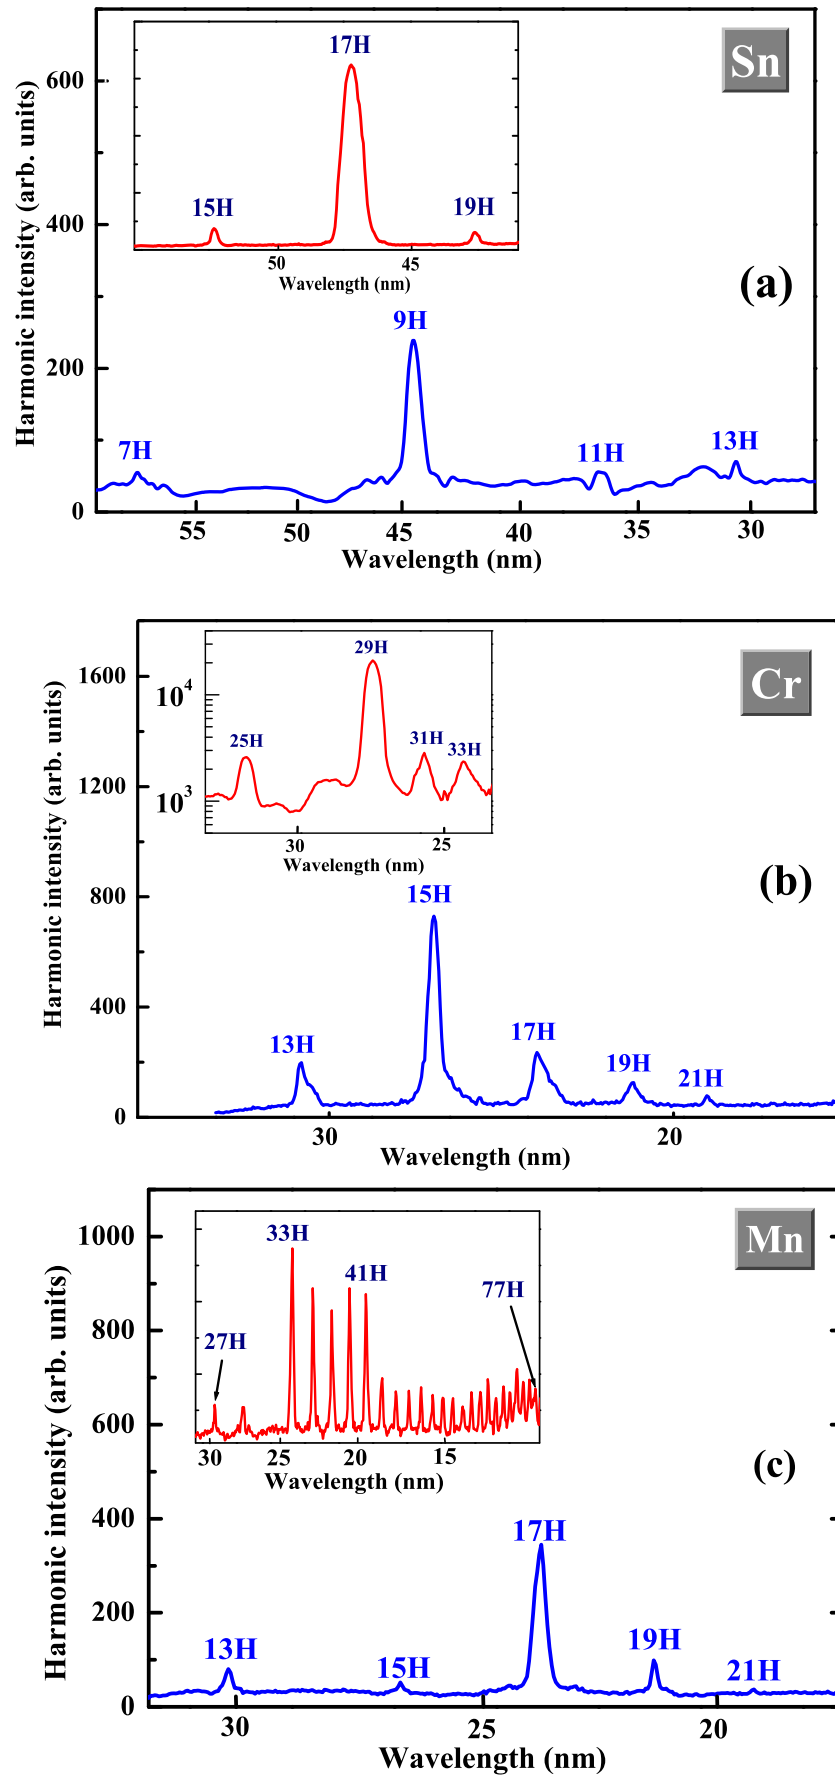 Sn
17H
15H
19H
50
45
Wavelength (nm)
(a)
600
400
200
0
Harmonic intensity (arb. units)
7H
9H
11H
13H
55
50
45
40
35
30
Wavelength (nm)
Cr
29H
25H
31H
33H
10^4
10^3
30
25
Wavelength (nm)
(b)
1600
1200
800
400
0
Harmonic intensity (arb. units)
13H
15H
17H
19H
21H
30
20
Wavelength (nm)
Mn
33H
41H
77H
27H
30
25
20
15
Wavelength (nm)
(c)
1000
800
600
400
200
0
Harmonic intensity (arb. units)
13H
15H
17H
19H
21H
30
25
20
Wavelength (nm)